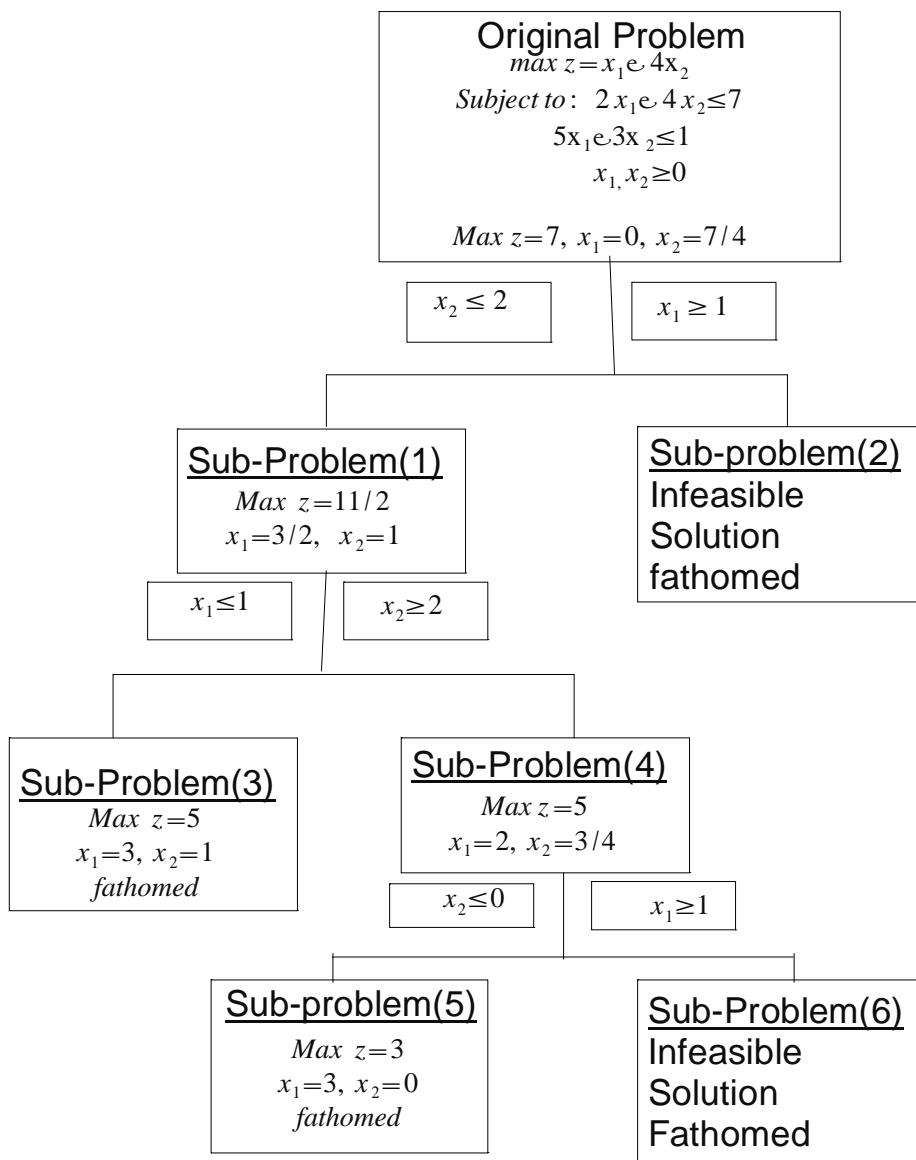 Original Problem
max z=x₁e 4x₂
Subject to: 2x₁e 4x₂≤7
5x₁e3x₂≤1
x₁, x₂≥0
Max z=7, x₁=0, x₂=7/4
x₂ ≤ 2
x₁ ≥ 1
Sub-Problem(1)
Max z=11/2
x₁=3/2, x₂=1
Sub-problem(2)
Infeasible
Solution
fathomed
x₁≤1
x₂≥2
Sub-Problem(3)
Max z=5
x₁=3, x₂=1
fathomed
Sub-Problem(4)
Max z=5
x₁=2, x₂=3/4
x₂≤0
x₁≥1
Sub-problem(5)
Max z=3
x₁=3, x₂=0
fathomed
Sub-Problem(6)
Infeasible
Solution
Fathomed